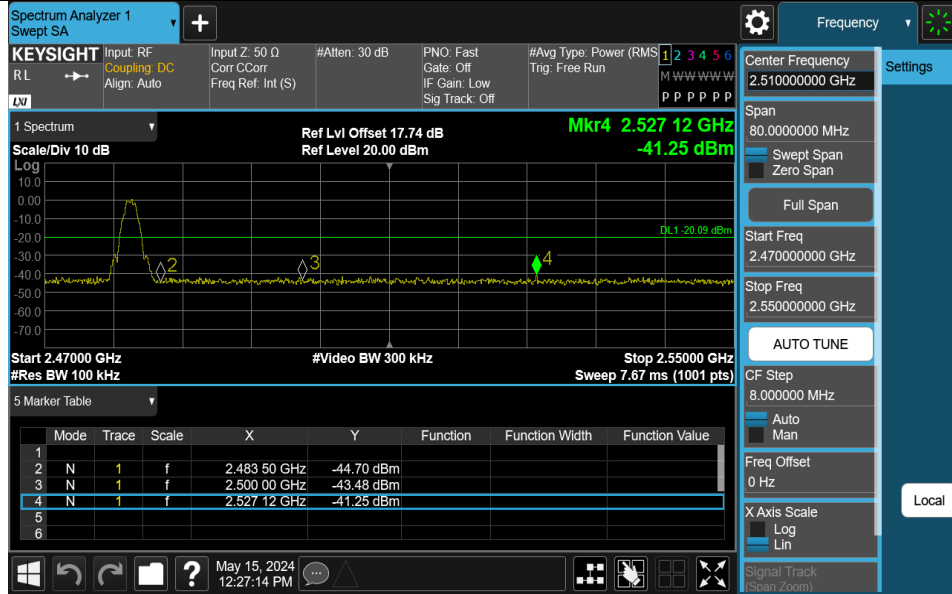 Spectrum Analyzer 1
Swept SA
+
Frequency
KEYSIGHT
RL
LXI
Input: RF
Coupling: DC
Align: Auto
Input Z: 50 Ω
Corr CCorr
Freq Ref: Int (S)
#Atten: 30 dB
PNO: Fast
Gate: Off
IF Gain: Low
Sig Track: Off
#Avg Type: Power (RMS
Trig: Free Run
1 2 3 4 5 6
M W W W W W
P P P P P P
1 Spectrum
Scale/Div 10 dB
Ref Lvl Offset 17.74 dB
Ref Level 20.00 dBm
Mkr4 2.527 12 GHz
-41.25 dBm
Log
10.0
0.00
-10.0
-20.0
-30.0
-40.0
-50.0
-60.0
-70.0
DL1 -20.09 dBm
2
3
4
Start 2.47000 GHz
#Video BW 300 kHz
Stop 2.55000 GHz
#Res BW 100 kHz
Sweep 7.67 ms (1001 pts)
5 Marker Table
Mode Trace Scale X Y Function Function Width Function Value
1
2 N 1 f 2.483 50 GHz -44.70 dBm
3 N 1 f 2.500 00 GHz -43.48 dBm
4 N 1 f 2.527 12 GHz -41.25 dBm
5
6
?
May 15, 2024
12:27:14 PM
Center Frequency
2.510000000 GHz
Span
80.0000000 MHz
Swept Span
Zero Span
Full Span
Start Freq
2.470000000 GHz
Stop Freq
2.550000000 GHz
AUTO TUNE
CF Step
8.000000 MHz
Auto
Man
Freq Offset
0 Hz
X Axis Scale
Log
Lin
Signal Track
(Span Zoom)
Settings
Local